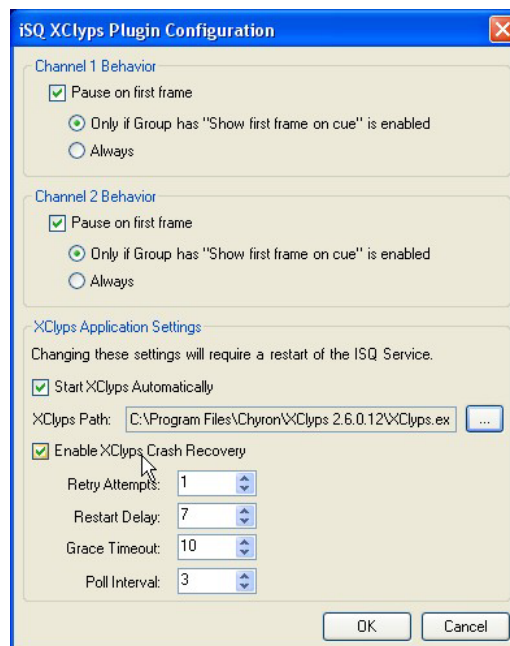 iSQ XClyps Plugin Configuration
Channel 1 Behavior
Pause on first frame
Only if Group has "Show first frame on cue" is enabled
Always
Channel 2 Behavior
Pause on first frame
Only if Group has "Show first frame on cue" is enabled
Always
XClyps Application Settings
Changing these settings will require a restart of the ISQ Service.
Start XClyps Automatically
XClyps Path: C:\Program Files\Chyron\XClyps 2.6.0.12\XClyps.ex ...
Enable XClyps Crash Recovery
Retry Attempts: 1
Restart Delay: 7
Grace Timeout: 10
Poll Interval: 3
OK Cancel